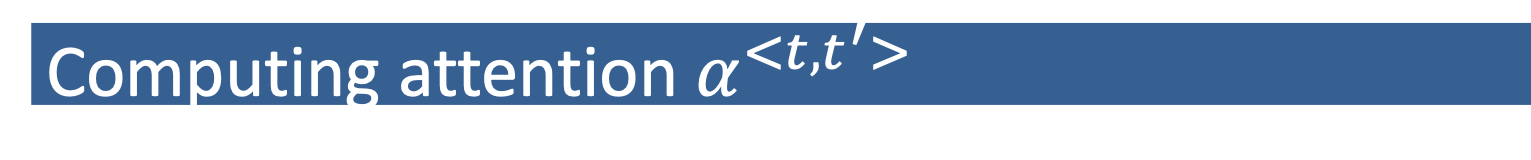 Computing attention α^{<t,t′>}